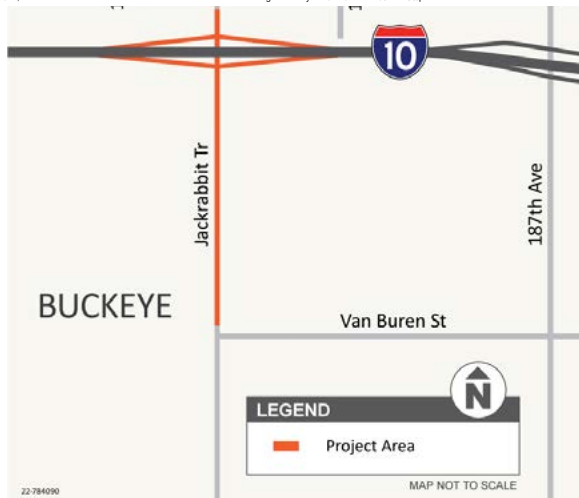 10
Jackrabbit Tr
187th Ave
BUCKEYE
Van Buren St
N
LEGEND
Project Area
MAP NOT TO SCALE
22-784090